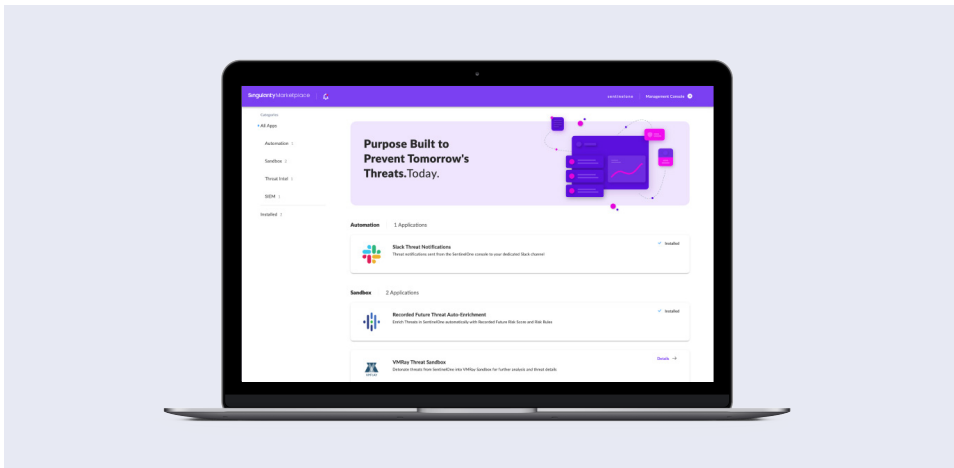 Singularity Marketplace
sentinelone
Management Console
Categories
All Apps
Automation
Sandbox
Threat Intel
SIEM
Installed
Purpose Built to
Prevent Tomorrow's
Threats.Today.
Automation 1 Applications
Slack Threat Notifications
Threat notifications sent from the SentinelOne console to your dedicated Slack channel
Installed
Sandbox 2 Applications
Recorded Future Threat Auto-Enrichment
Enrich Threats in SentinelOne automatically with Recorded Future Risk Score and Risk Rules
Installed
VMRay Threat Sandbox
Detonate threats from SentinelOne into VMRay Sandbox for further analysis and threat details
Details →
VMRAY